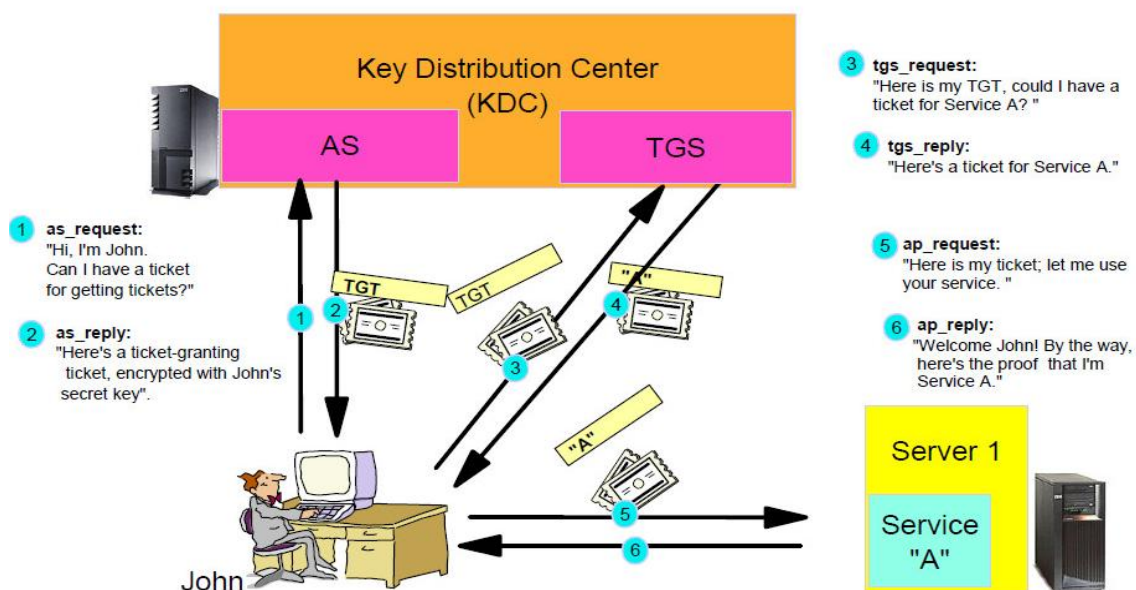 Key Distribution Center
(KDC)
AS
TGS
1 as_request:
"Hi, I'm John.
Can I have a ticket
for getting tickets?"
2 as_reply:
"Here's a ticket-granting
ticket, encrypted with John's
secret key".
3 tgs_request:
"Here is my TGT, could I have a
ticket for Service A? "
4 tgs_reply:
"Here's a ticket for Service A."
5 ap_request:
"Here is my ticket; let me use
your service. "
6 ap_reply:
"Welcome John! By the way,
here's the proof that I'm
Service A."
TGT
TGT
"A"
1
2
3
4
"A"
5
6
John
Server 1
Service
"A"